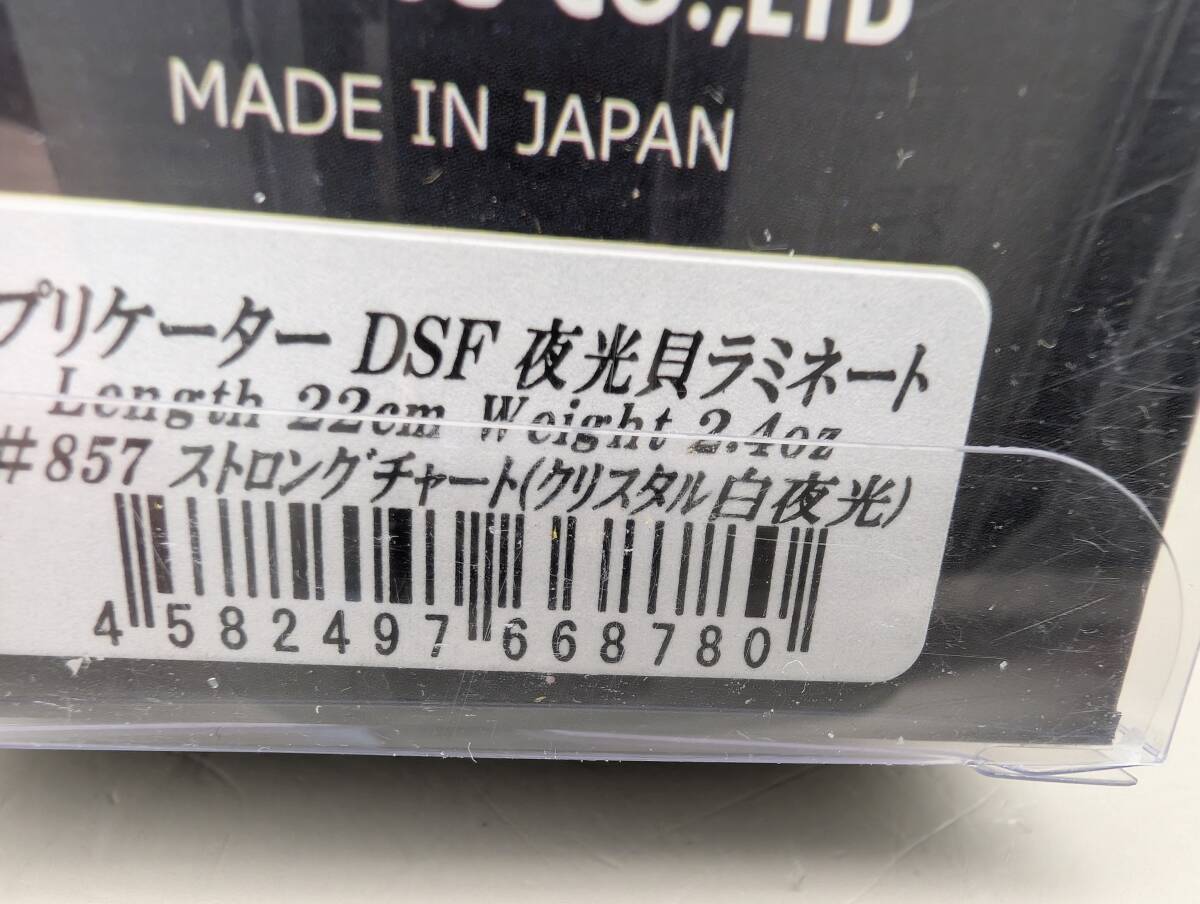 CO.,LTD
MADE IN JAPAN
プリケーター DSF 夜光貝ラミネート
Length 22cm Weight 2.4oz
#857 ストロングチャート(クリスタル白夜光)
4 582497 668780